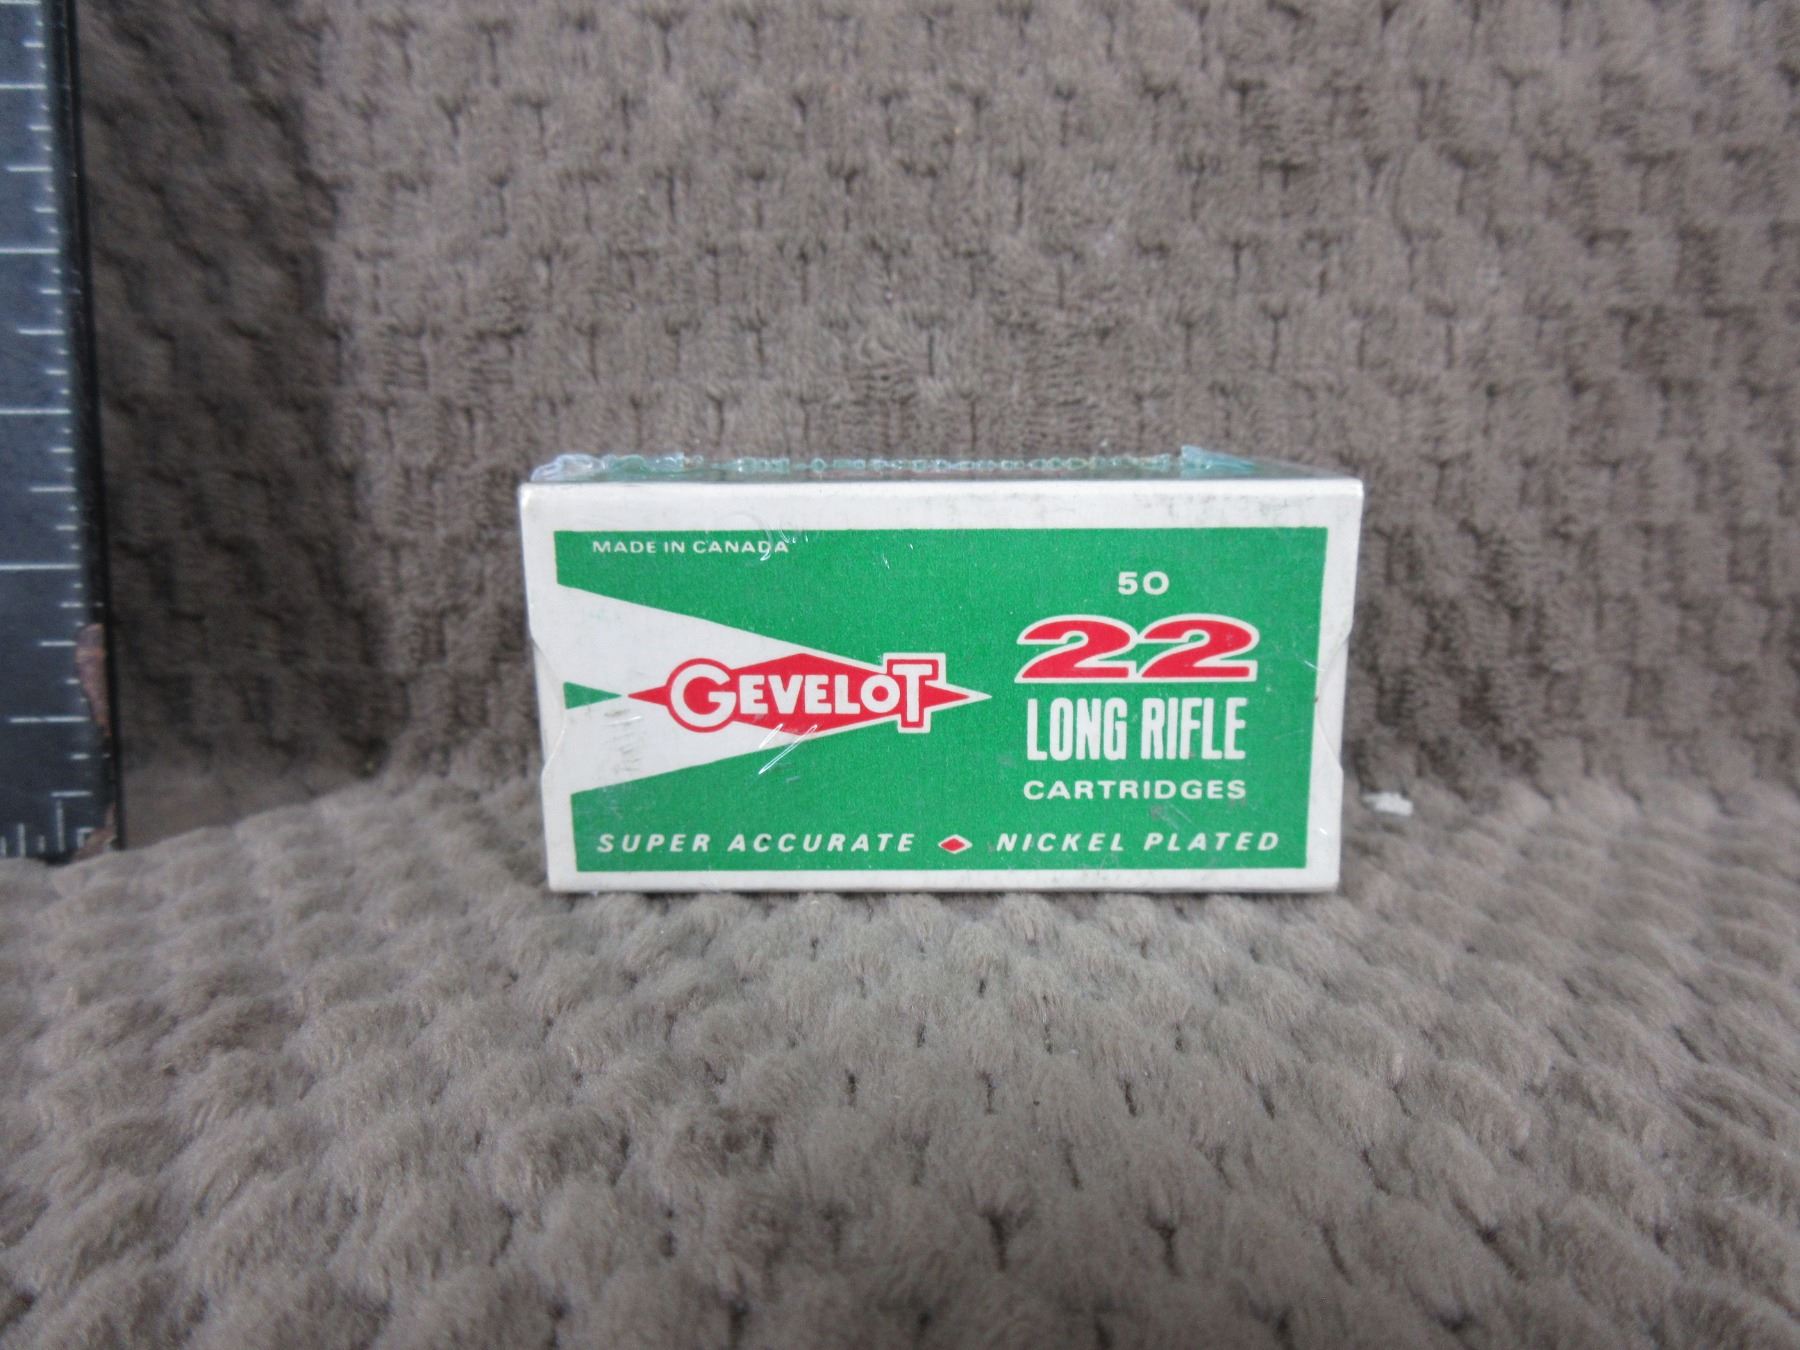 MADE IN CANADA
50
22
GEVELOT
LONG RIFLE
CARTRIDGES
SUPER ACCURATE NICKEL PLATED